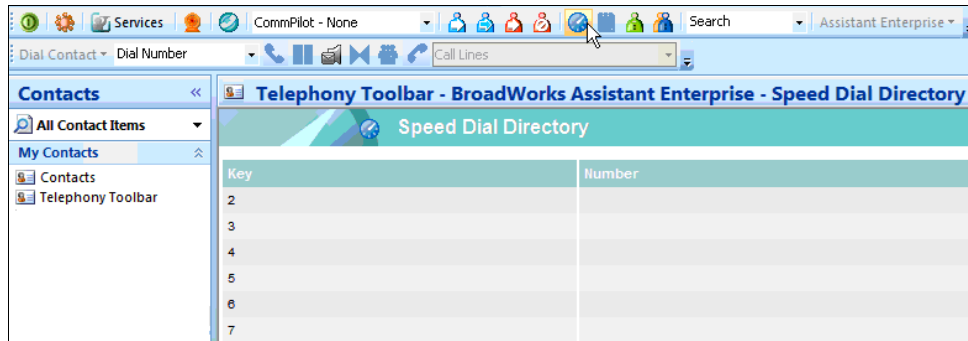 Services CommPilot - None Search Assistant Enterprise
Dial Contact Dial Number Call Lines
Contacts «
Telephony Toolbar - BroadWorks Assistant Enterprise - Speed Dial Directory
All Contact Items
Speed Dial Directory
My Contacts
Contacts
Telephony Toolbar
Key Number
2
3
4
5
6
7